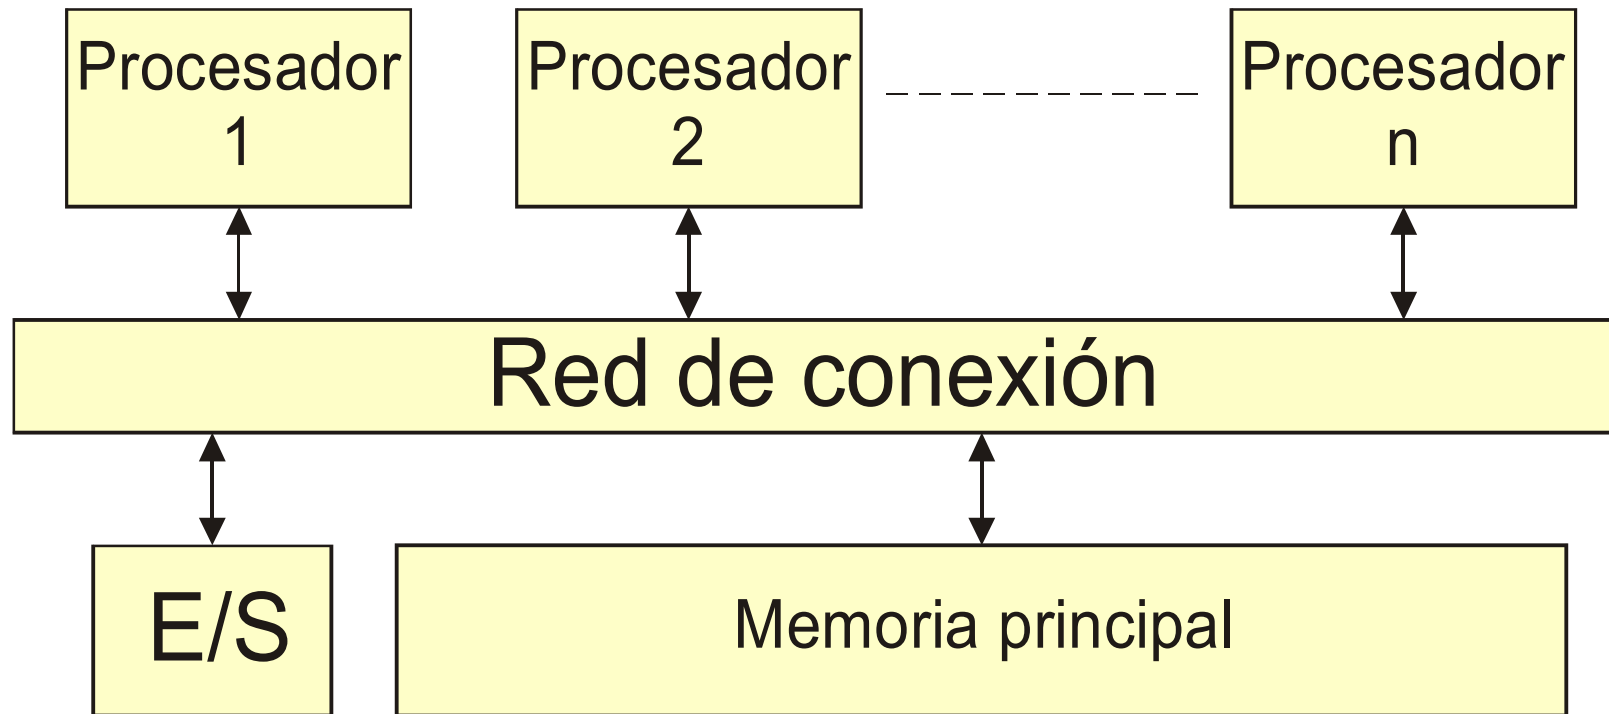 Procesador
1
Procesador
2
Procesador
n
Red de conexión
E/S
Memoria principal